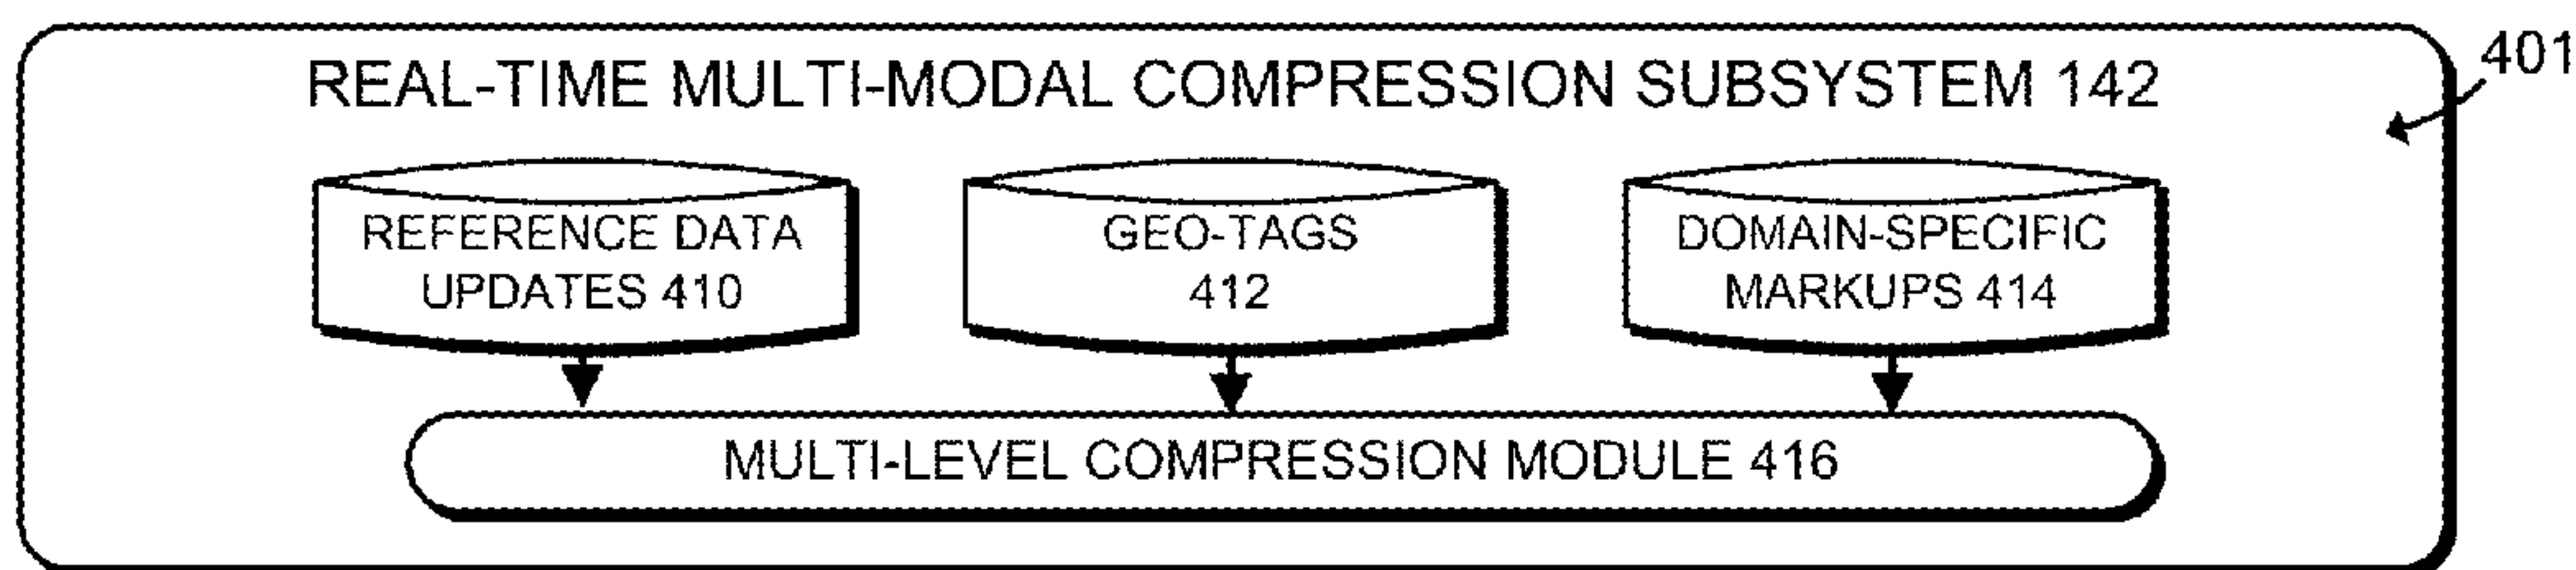 REAL-TIME MULTI-MODAL COMPRESSION SUBSYSTEM 142
401
REFERENCE DATA
UPDATES 410
GEO-TAGS
412
DOMAIN-SPECIFIC
MARKUPS 414
MULTI-LEVEL COMPRESSION MODULE 416